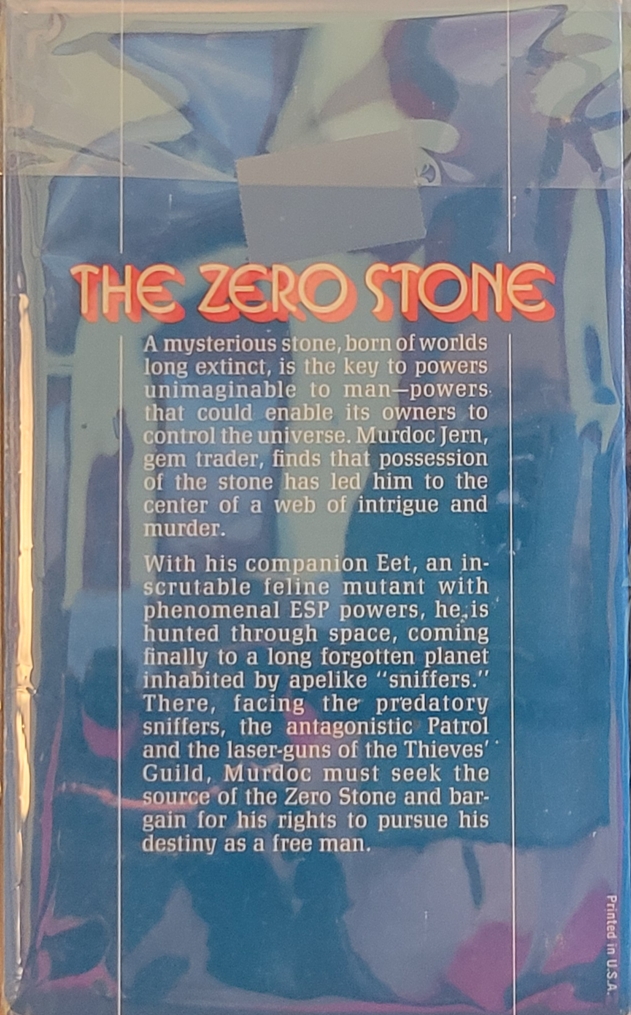 THE ZERO STONE
A mysterious stone, born of worlds
long extinct, is the key to powers
unimaginable to man—powers
that could enable its owners to
control the universe. Murdoc Jern,
gem trader, finds that possession
of the stone has led him to the
center of a web of intrigue and
murder.
With his companion Eet, an in-
scrutable feline mutant with
phenomenal ESP powers, he is
hunted through space, coming
finally to a long forgotten planet
inhabited by apelike "sniffers."
There, facing the predatory
sniffers, the antagonistic Patrol
and the laser-guns of the Thieves'
Guild, Murdoc must seek the
source of the Zero Stone and bar-
gain for his rights to pursue his
destiny as a free man.
Printed in U.S.A.